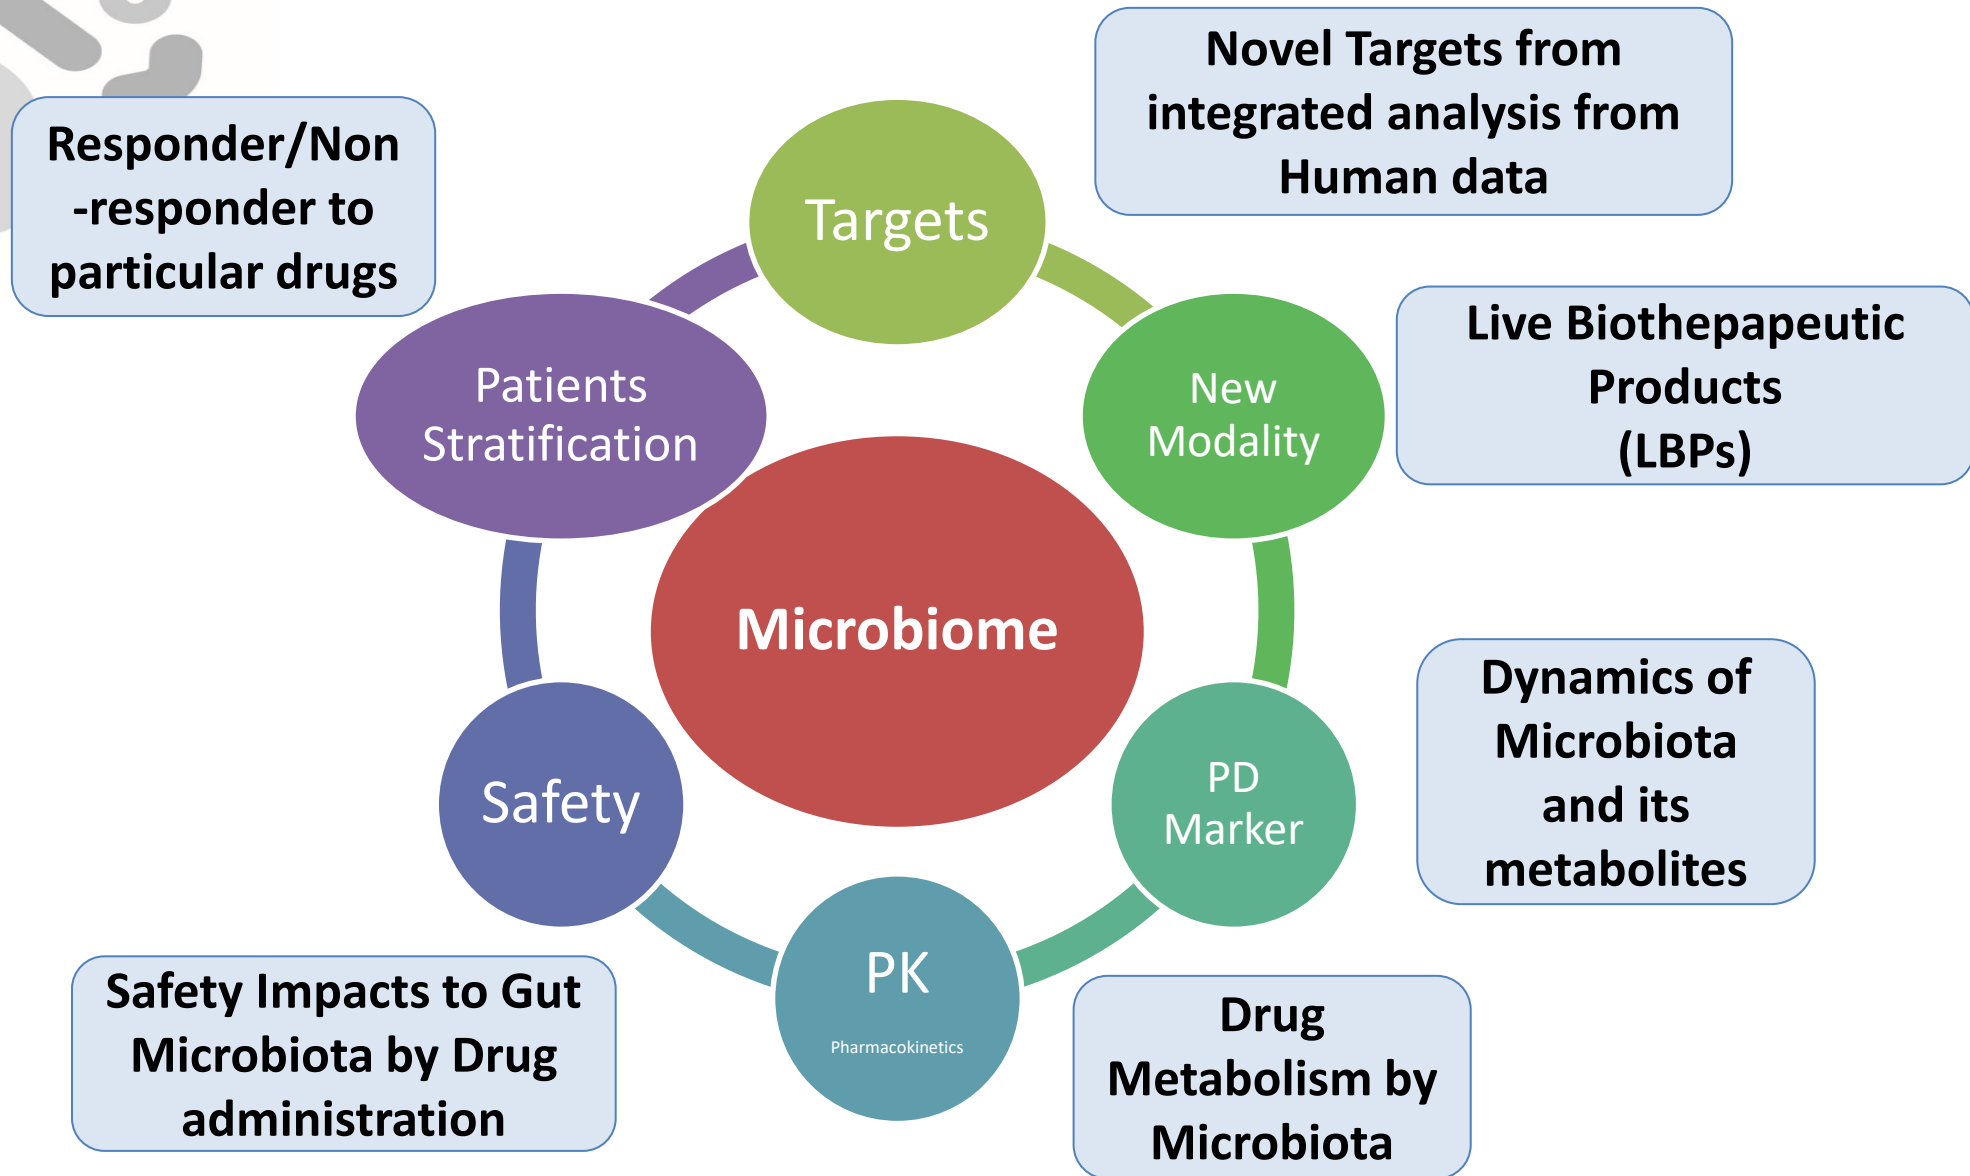 Novel Targets from
integrated analysis from
Human data
Responder/Non
-responder to
particular drugs
Targets
Live Biothepapeutic
Products
(LBPs)
Patients
Stratification
New
Modality
Microbiome
Dynamics of
Microbiota
and its
metabolites
Safety
PD
Marker
PK
Pharmacokinetics
Safety Impacts to Gut
Microbiota by Drug
administration
Drug
Metabolism by
Microbiota